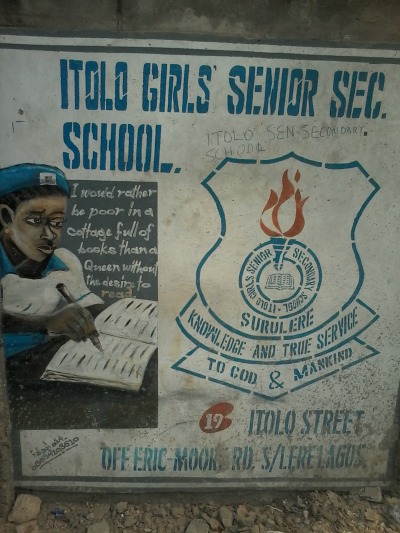 ITOLO GIRLS' SENIOR SEC.
SCHOOL.
ITOLO SEN SECONDARY.
SCHOOL
I would rather
be poor in a
cottage full of
books than a
Queen without
the desire to
read.
ITOLO GIRLS SENIOR SECONDARY SCHOOL
SURULERE
KNOWLEDGE AND TRUE SERVICE
TO GOD & MANKIND
19 ITOLO STREET
OFF ERIC-MOORE RD. S/LERE LAGOS